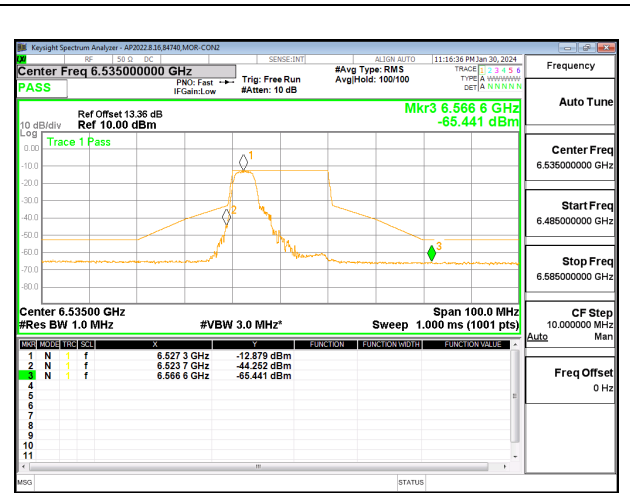 Keysight Spectrum Analyzer - AP2022.8.16,84740,MOR-CON2
LXI RF 50 Ω DC SENSE:INT ALIGN AUTO 11:16:36 PM Jan 30, 2024
Center Freq 6.535000000 GHz #Avg Type: RMS TRACE 1 2 3 4 5 6
PASS PNO: Fast Trig: Free Run Avg|Hold: 100/100 TYPE A WWWWW
IFGain:Low #Atten: 10 dB DET A N N N N N
Frequency
Auto Tune
Center Freq
6.535000000 GHz
Start Freq
6.485000000 GHz
Stop Freq
6.585000000 GHz
CF Step
10.000000 MHz
Auto Man
Freq Offset
0 Hz
Ref Offset 13.36 dB Mkr3 6.566 6 GHz
10 dB/div Ref 10.00 dBm -65.441 dBm
Log
Trace 1 Pass
0.00
-10.0
-20.0
-30.0
-40.0
-50.0
-60.0
-70.0
-80.0
1
2
3
Center 6.53500 GHz Span 100.0 MHz
#Res BW 1.0 MHz #VBW 3.0 MHz* Sweep 1.000 ms (1001 pts)
MKR MODE TRC SCL X Y FUNCTION FUNCTION WIDTH FUNCTION VALUE
1 N 1 f 6.527 3 GHz -12.879 dBm
2 N 1 f 6.523 7 GHz -44.252 dBm
3 N 1 f 6.566 6 GHz -65.441 dBm
4
5
6
7
8
9
10
11
MSG STATUS